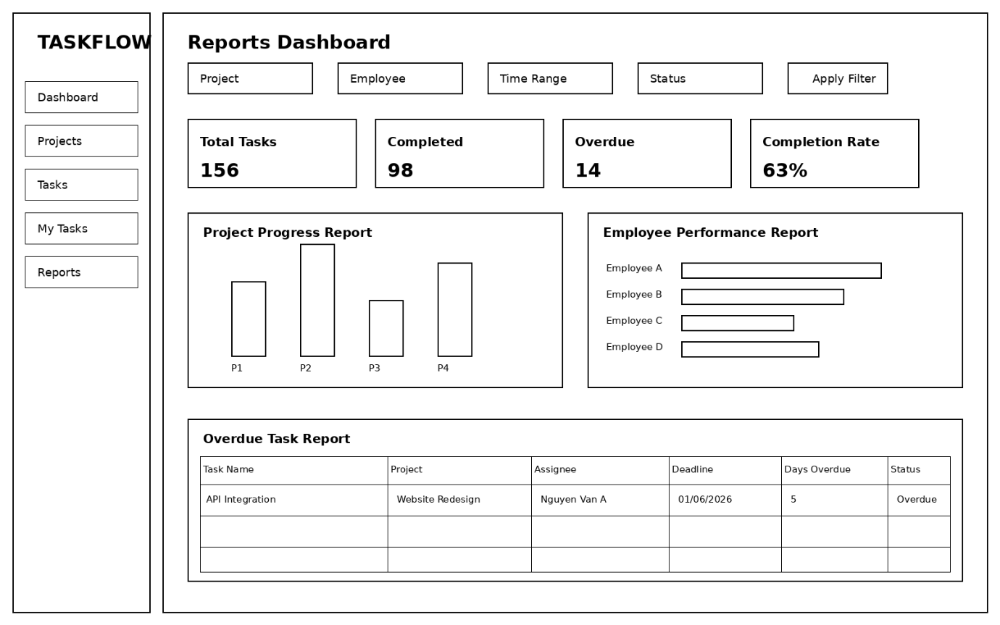 TASKFLOW
Dashboard
Projects
Tasks
My Tasks
Reports
Reports Dashboard
Project
Employee
Time Range
Status
Apply Filter
Total Tasks
156
Completed
98
Overdue
14
Completion Rate
63%
Project Progress Report
P1
P2
P3
P4
Employee Performance Report
Employee A
Employee B
Employee C
Employee D
Overdue Task Report
Task Name Project Assignee Deadline Days Overdue Status
API Integration Website Redesign Nguyen Van A 01/06/2026 5 Overdue